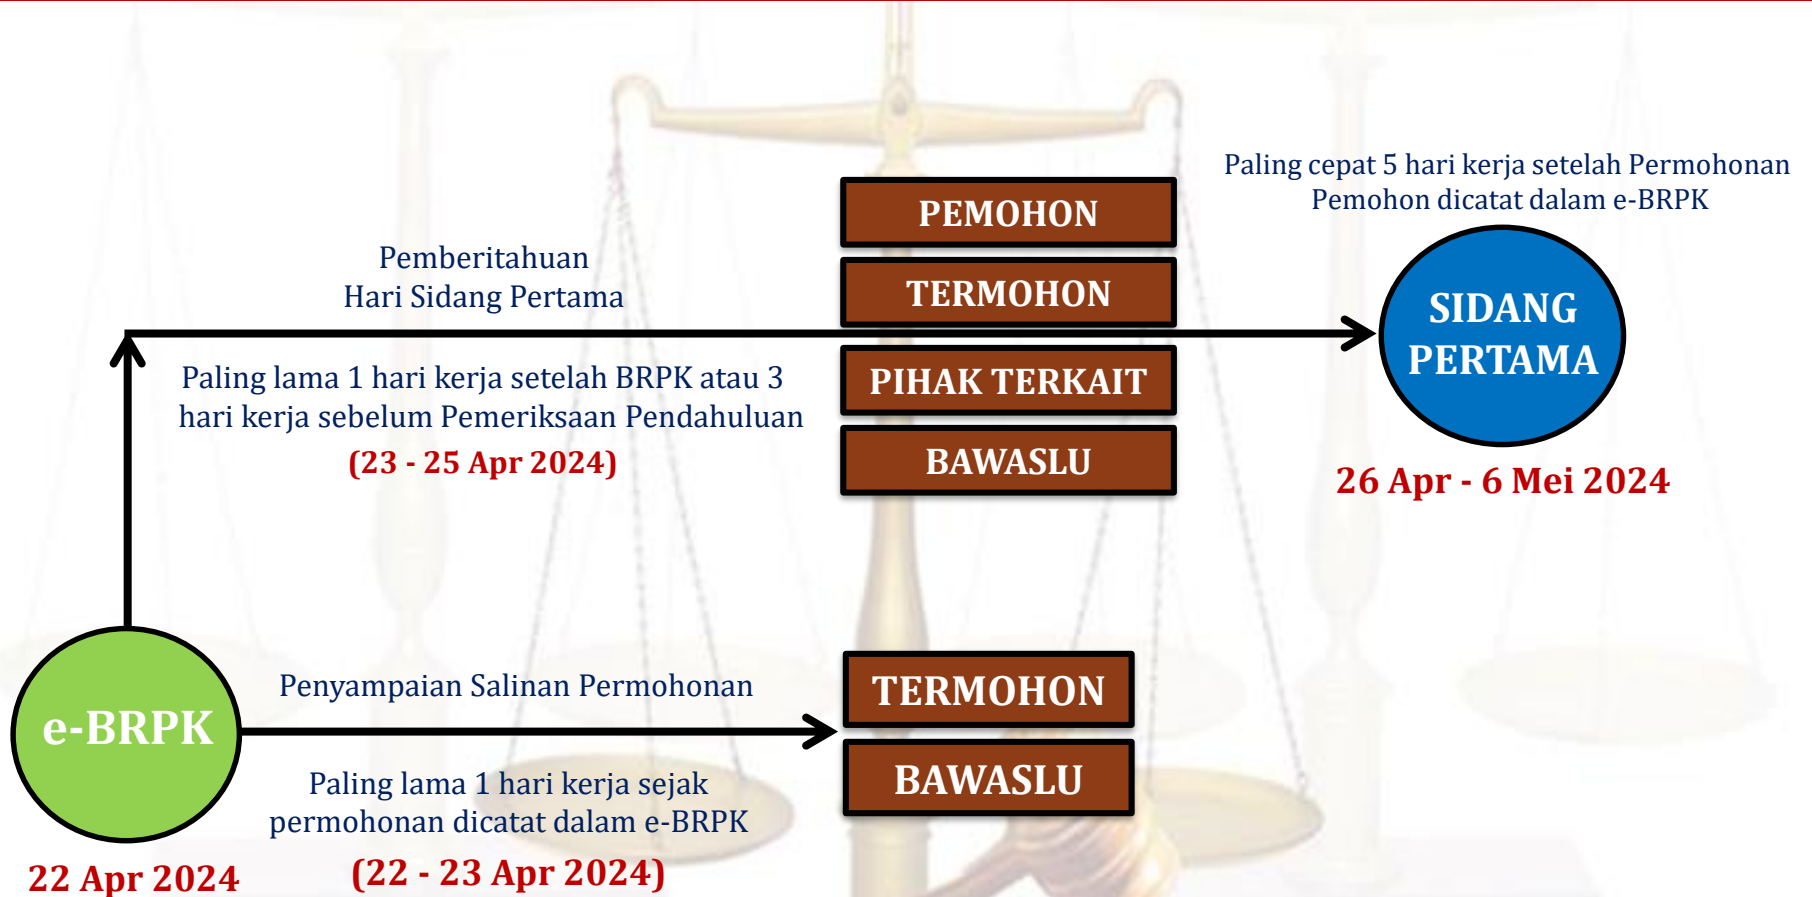 Paling cepat 5 hari kerja setelah Permohonan
Pemohon dicatat dalam e-BRPK
PEMOHON
Pemberitahuan
Hari Sidang Pertama
TERMOHON
SIDANG
PERTAMA
Paling lama 1 hari kerja setelah BRPK atau 3
hari kerja sebelum Pemeriksaan Pendahuluan
(23 - 25 Apr 2024)
PIHAK TERKAIT
BAWASLU
26 Apr - 6 Mei 2024
e-BRPK
22 Apr 2024
Penyampaian Salinan Permohonan
Paling lama 1 hari kerja sejak
permohonan dicatat dalam e-BRPK
(22 - 23 Apr 2024)
TERMOHON
BAWASLU